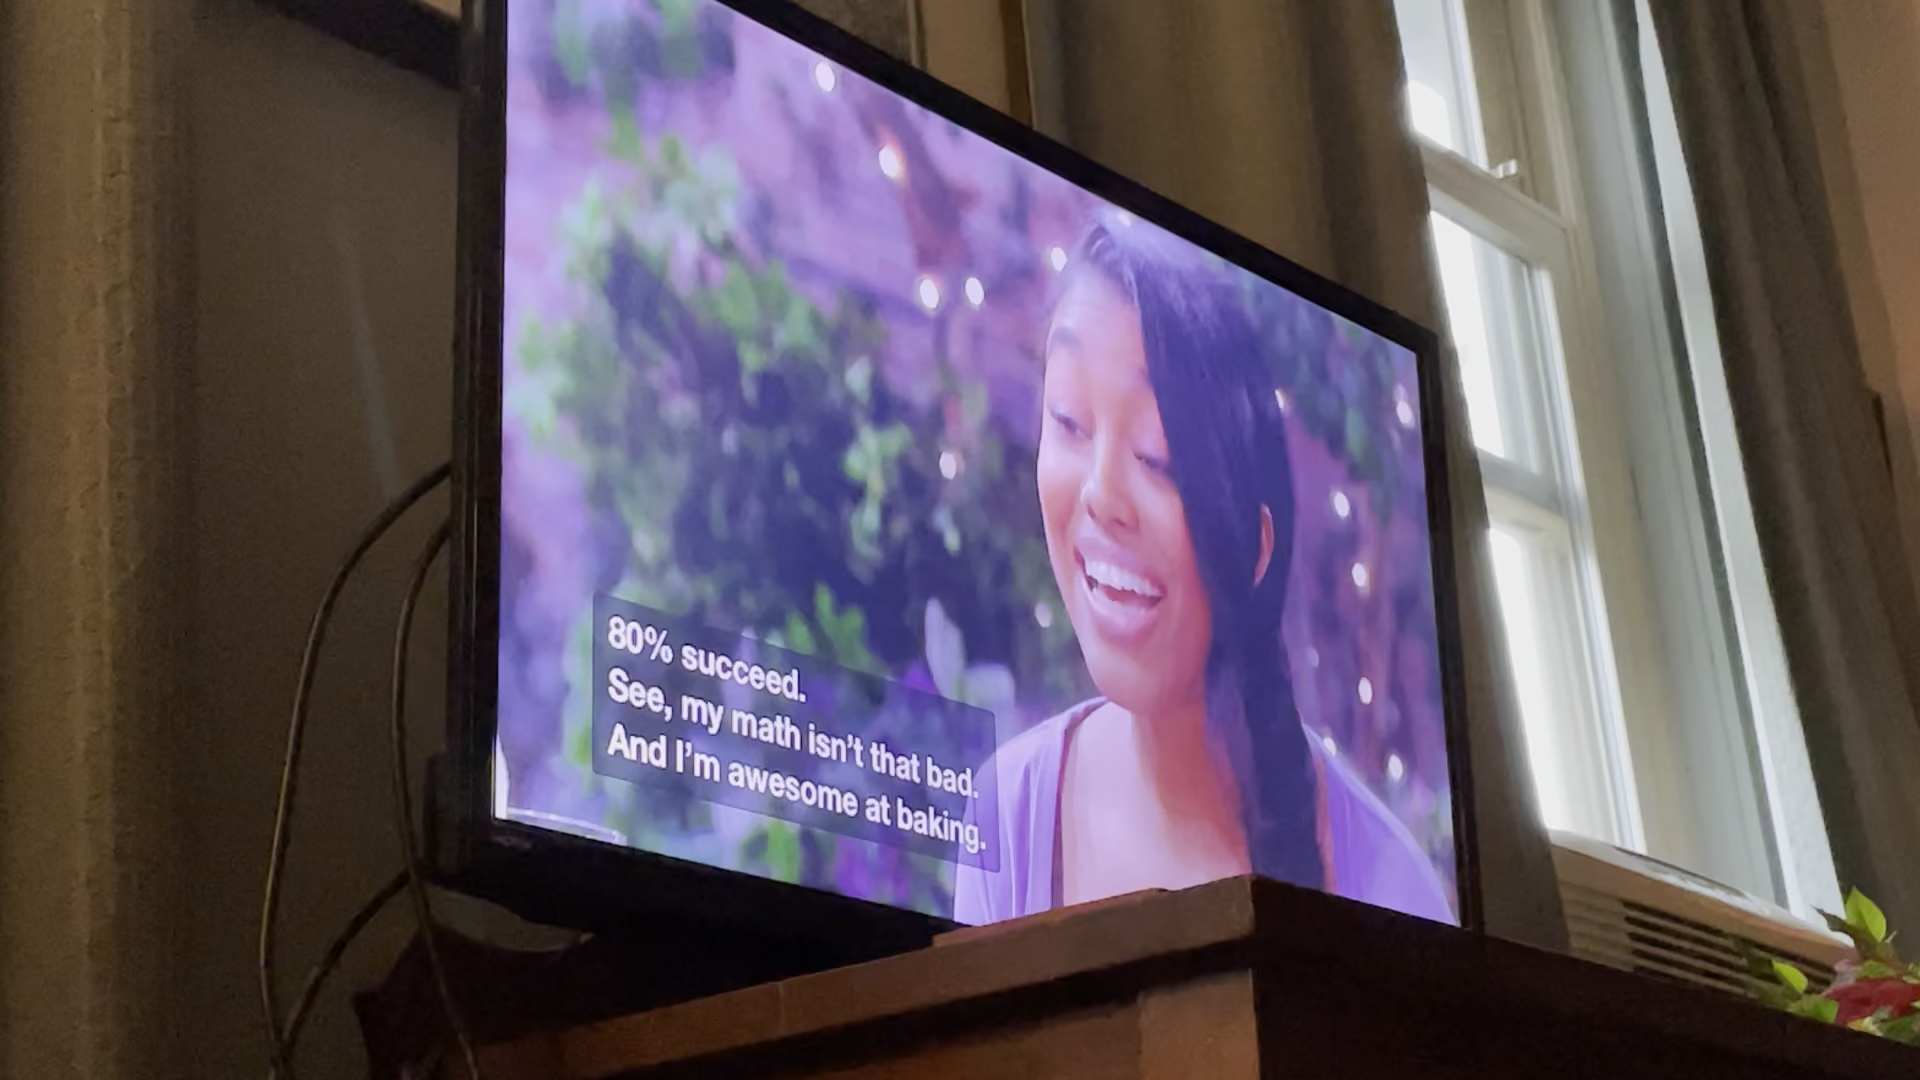 80% succeed.
See, my math isn't that bad.
And I'm awesome at baking.